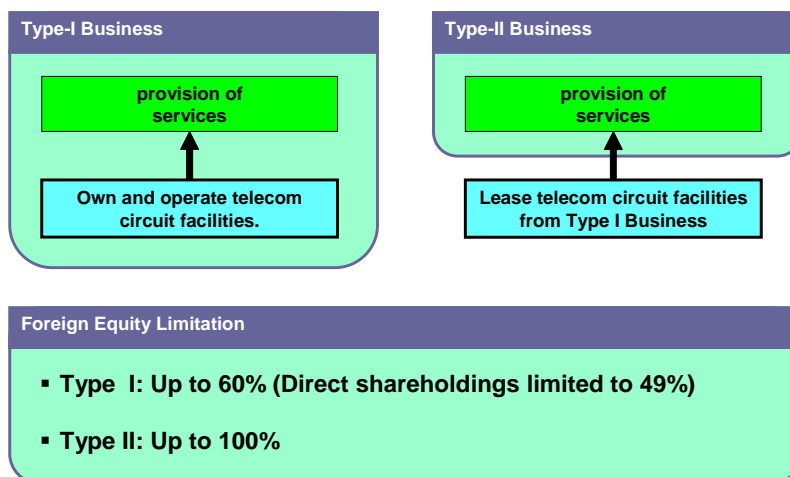 Type-I Business
provision of
services
Own and operate telecom
circuit facilities.
Type-II Business
provision of
services
Lease telecom circuit facilities
from Type I Business
Foreign Equity Limitation
▪ Type I: Up to 60% (Direct shareholdings limited to 49%)
▪ Type II: Up to 100%